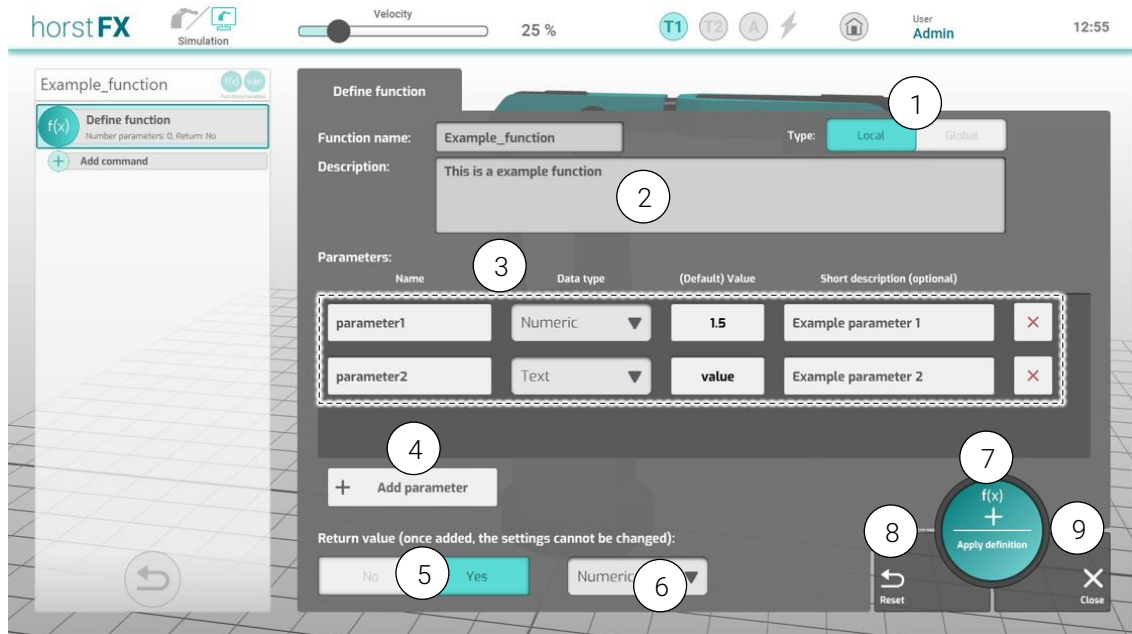 horstFX
Simulation
Velocity
25 %
T1 T2 A
User
Admin
12:55
Example_function
f(x) var
Functions/variables
f(x)
Define function
Number parameters: 0, Return: No
+ Add command
Define function
Function name: Example_function
Type: Local Global
1
Description: This is a example function
2
Parameters:
3
Name Data type (Default) Value Short description (optional)
parameter1 Numeric 1.5 Example parameter 1
parameter2 Text value Example parameter 2
4
+ Add parameter
7
f(x)
+
Apply definition
8
Reset
9
Close
Return value (once added, the settings cannot be changed):
No 5 Yes Numeric 6